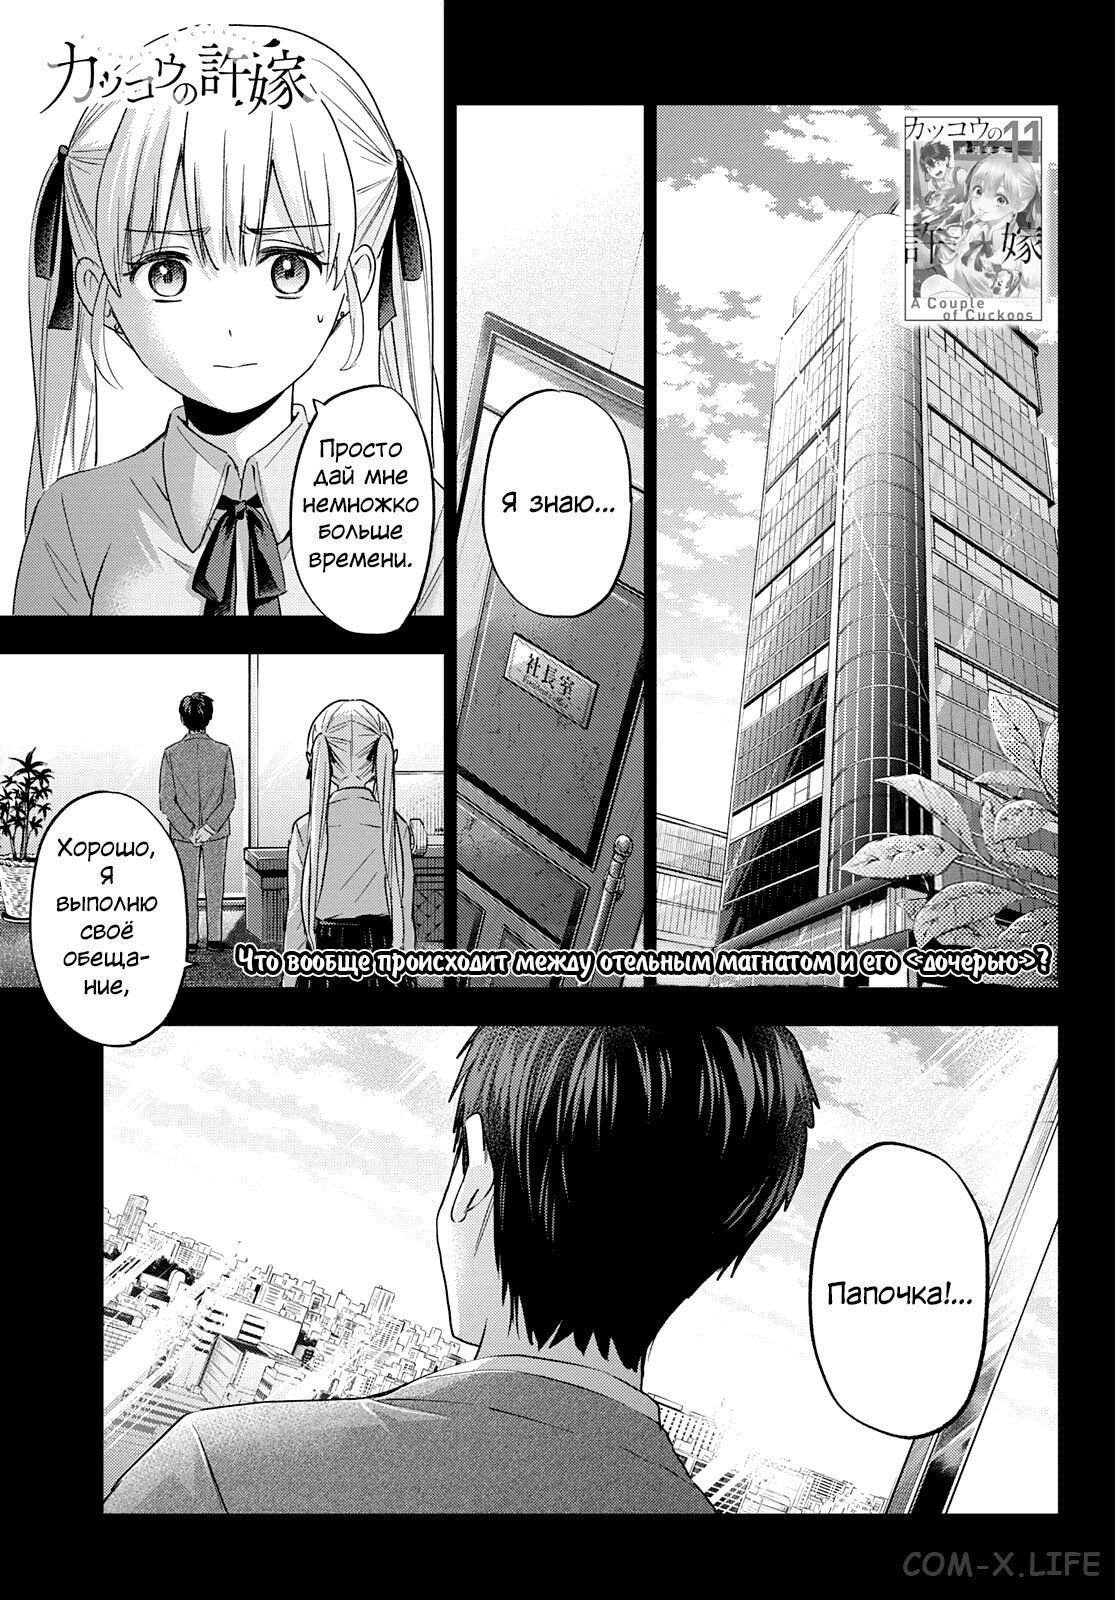 カッコウの許嫁
カッコウの
11
許嫁
A Couple
of Cuckoos
Я знаю...
社長室
Просто
дай мне
немножко
больше
времени.
Хорошо,
Я
выполню
своё
обеща-
ние,
Что вообще происходит между отельным магнатом и его «дочерью»?
Папочка!...
COM-X.LIFE